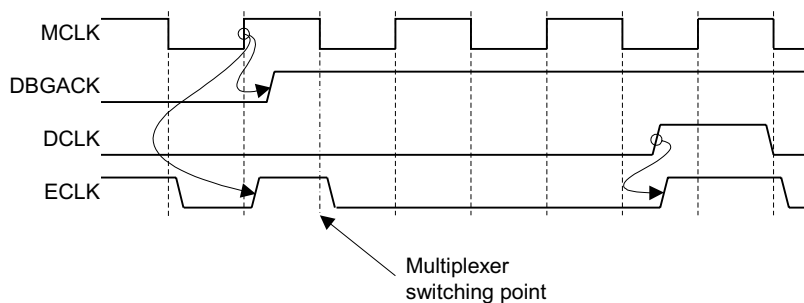 MCLK
DBGACK
DCLK
ECLK
Multiplexer
switching point